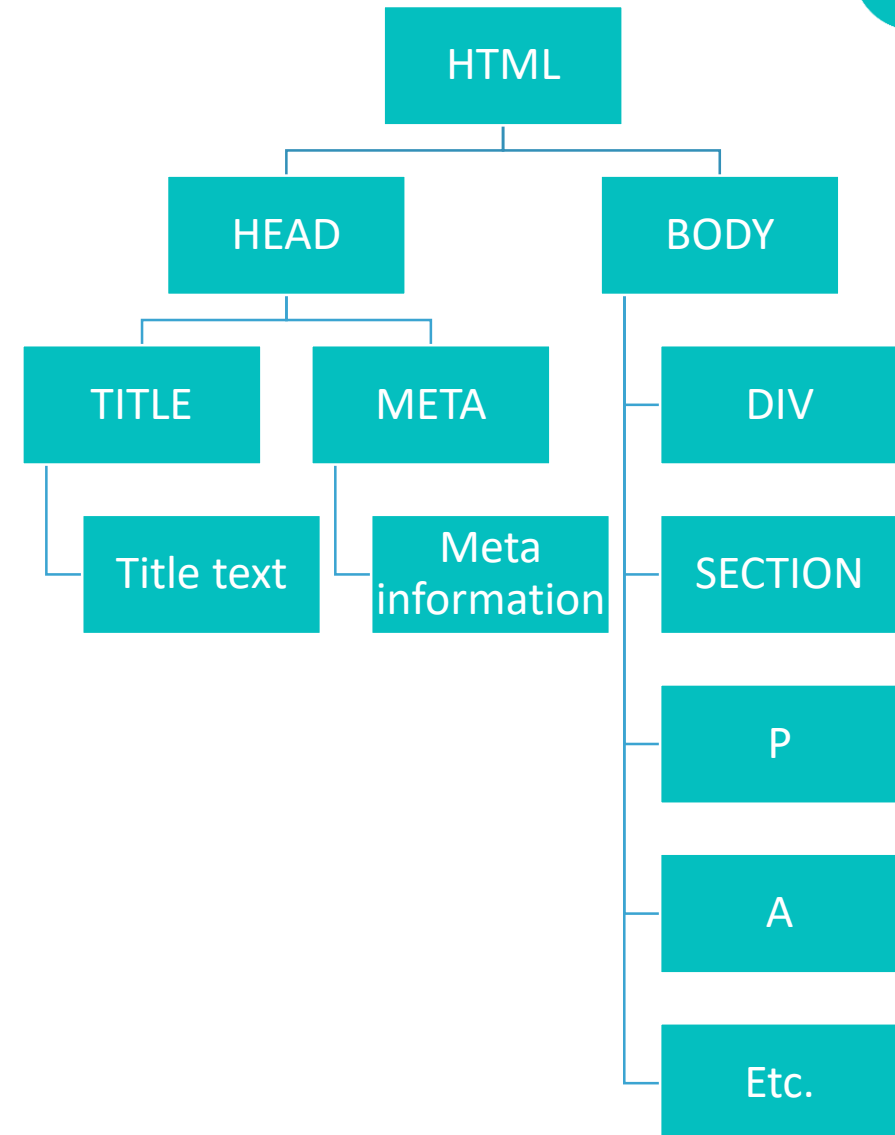 HTML
HEAD
BODY
TITLE
META
DIV
Title text
Meta
information
SECTION
P
A
Etc.